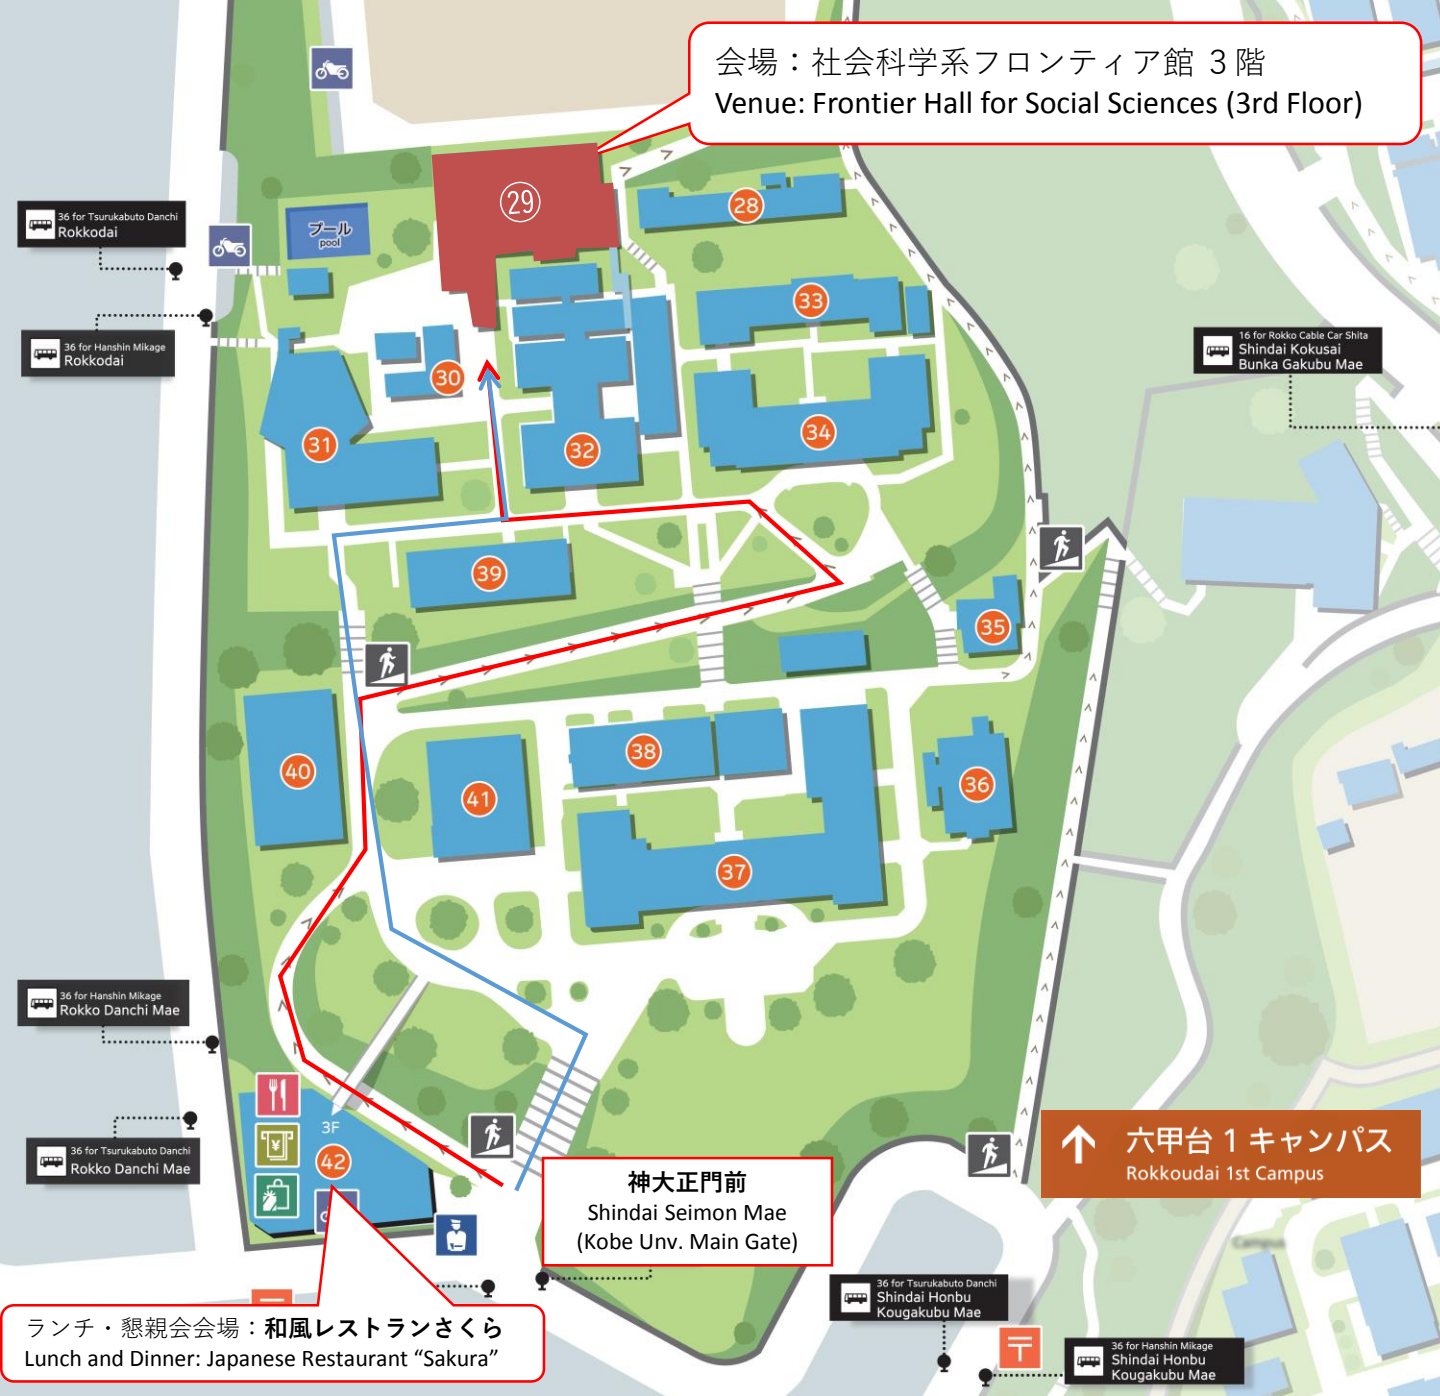 会場：社会科学系フロンティア館 ３階
Venue: Frontier Hall for Social Sciences (3rd Floor)
㉙
28
36 for Tsurukabuto Danchi
Rokkodai
プール
pool
33
36 for Hanshin Mikage
Rokkodai
16 for Rokko Cable Car Shita
Shindai Kokusai
Bunka Gakubu Mae
30
31
32
34
39
35
40
41
38
36
37
36 for Hanshin Mikage
Rokko Danchi Mae
36 for Tsurukabuto Danchi
Rokko Danchi Mae
3F
42
¥
六甲台１キャンパス
Rokkoudai 1st Campus
神大正門前
Shindai Seimon Mae
(Kobe Unv. Main Gate)
36 for Tsurukabuto Danchi
Shindai Honbu
Kougakubu Mae
ランチ・懇親会会場：和風レストランさくら
Lunch and Dinner: Japanese Restaurant “Sakura”
〒
36 for Hanshin Mikage
Shindai Honbu
Kougakubu Mae